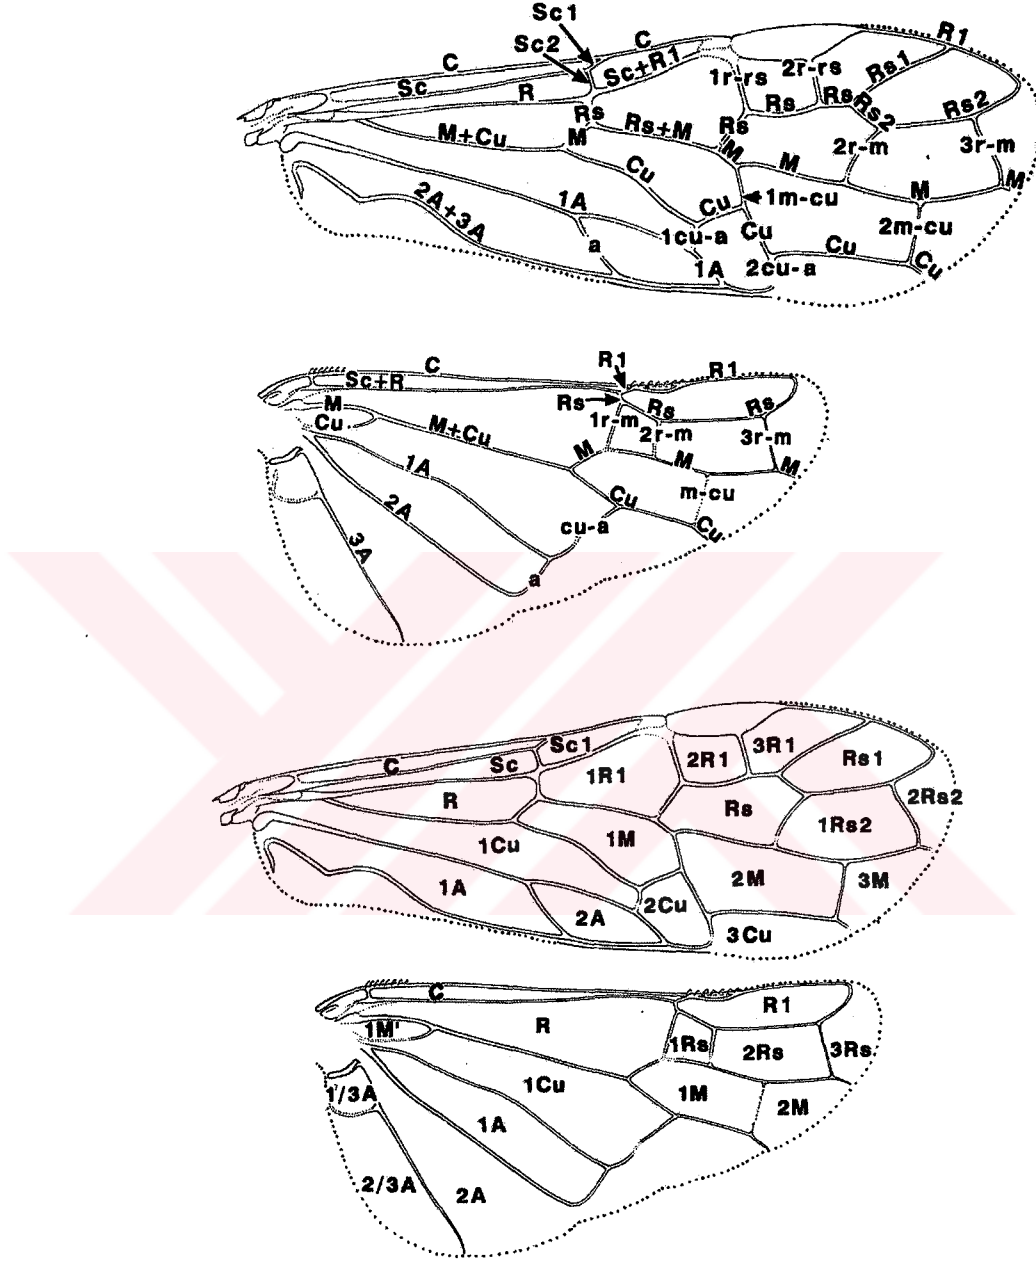 Sc1
Sc2
C
C
R1
Sc
R
Sc+R1
1r-rs
2r-rs
Rs1
Rs
Rs
Rs
Rs2
Rs2
M+Cu
M
Rs+M
Rs
M
M
2r-m
3r-m
M
Cu
Cu
1m-cu
M
2A+3A
1A
a
1cu-a
Cu
Cu
2m-cu
Cu
1A
2cu-a
R1
C
R1
Sc+R
Rs
M
Cu
M+Cu
1r-m
Rs
2r-m
Rs
3r-m
1A
M
M
M
2A
Cu
m-cu
cu-a
Cu
3A
a
C
Sc
Sc1
1R1
2R1
3R1
Rs1
R
Rs
1Rs2
2Rs2
1Cu
1M
2M
3M
1A
2A
2Cu
3Cu
C
R1
1M'
R
1Rs
2Rs
3Rs
1/3A
1Cu
1M
2M
1A
2/3A
2A